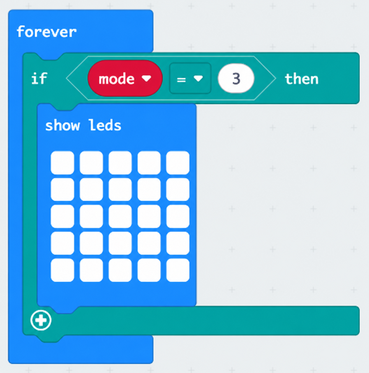 forever
if mode = 3 then
show leds